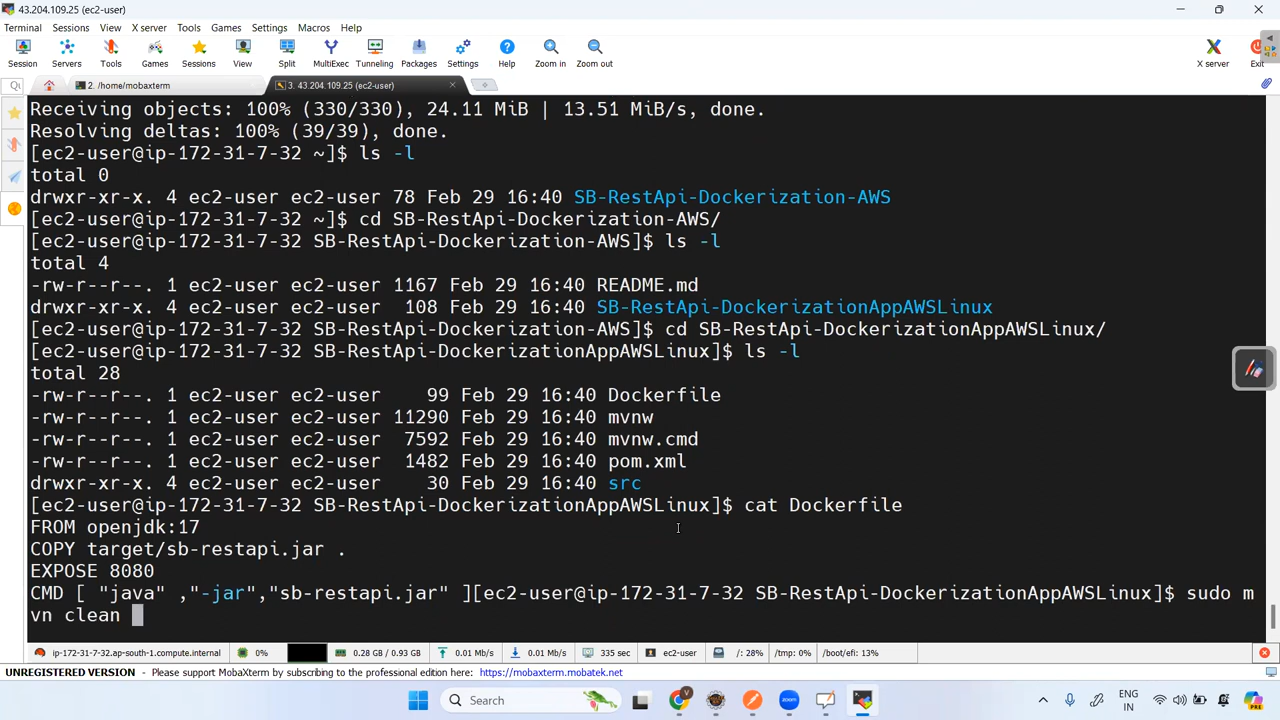 43.204.109.25 (ec2-user)
Terminal Sessions View X server Tools Games Settings Macros Help
Session Servers Tools Games Sessions View Split MultiExec Tunneling Packages Settings Help Zoom in Zoom out X server Exit
2. /home/mobaxterm 3. 43.204.109.25 (ec2-user)
Receiving objects: 100% (330/330), 24.11 MiB | 13.51 MiB/s, done.
Resolving deltas: 100% (39/39), done.
[ec2-user@ip-172-31-7-32 ~]$ ls -l
total 0
drwxr-xr-x. 4 ec2-user ec2-user 78 Feb 29 16:40 SB-RestApi-Dockerization-AWS
[ec2-user@ip-172-31-7-32 ~]$ cd SB-RestApi-Dockerization-AWS/
[ec2-user@ip-172-31-7-32 SB-RestApi-Dockerization-AWS]$ ls -l
total 4
-rw-r--r--. 1 ec2-user ec2-user 1167 Feb 29 16:40 README.md
drwxr-xr-x. 4 ec2-user ec2-user  108 Feb 29 16:40 SB-RestApi-DockerizationAppAWSLinux
[ec2-user@ip-172-31-7-32 SB-RestApi-Dockerization-AWS]$ cd SB-RestApi-DockerizationAppAWSLinux/
[ec2-user@ip-172-31-7-32 SB-RestApi-DockerizationAppAWSLinux]$ ls -l
total 28
-rw-r--r--. 1 ec2-user ec2-user    99 Feb 29 16:40 Dockerfile
-rw-r--r--. 1 ec2-user ec2-user 11290 Feb 29 16:40 mvnw
-rw-r--r--. 1 ec2-user ec2-user  7592 Feb 29 16:40 mvnw.cmd
-rw-r--r--. 1 ec2-user ec2-user  1482 Feb 29 16:40 pom.xml
drwxr-xr-x. 4 ec2-user ec2-user    30 Feb 29 16:40 src
[ec2-user@ip-172-31-7-32 SB-RestApi-DockerizationAppAWSLinux]$ cat Dockerfile
FROM openjdk:17
COPY target/sb-restapi.jar .
EXPOSE 8080
CMD [ "java" ,"-jar","sb-restapi.jar" ][ec2-user@ip-172-31-7-32 SB-RestApi-DockerizationAppAWSLinux]$ sudo m
vn clean
ip-172-31-7-32.ap-south-1.compute.internal 0% 0.28 GB / 0.93 GB 0.01 Mb/s 0.01 Mb/s 335 sec ec2-user /: 28% /tmp: 0% /boot/efi: 13%
UNREGISTERED VERSION - Please support MobaXterm by subscribing to the professional edition here: https://mobaxterm.mobatek.net
Search ENG
IN